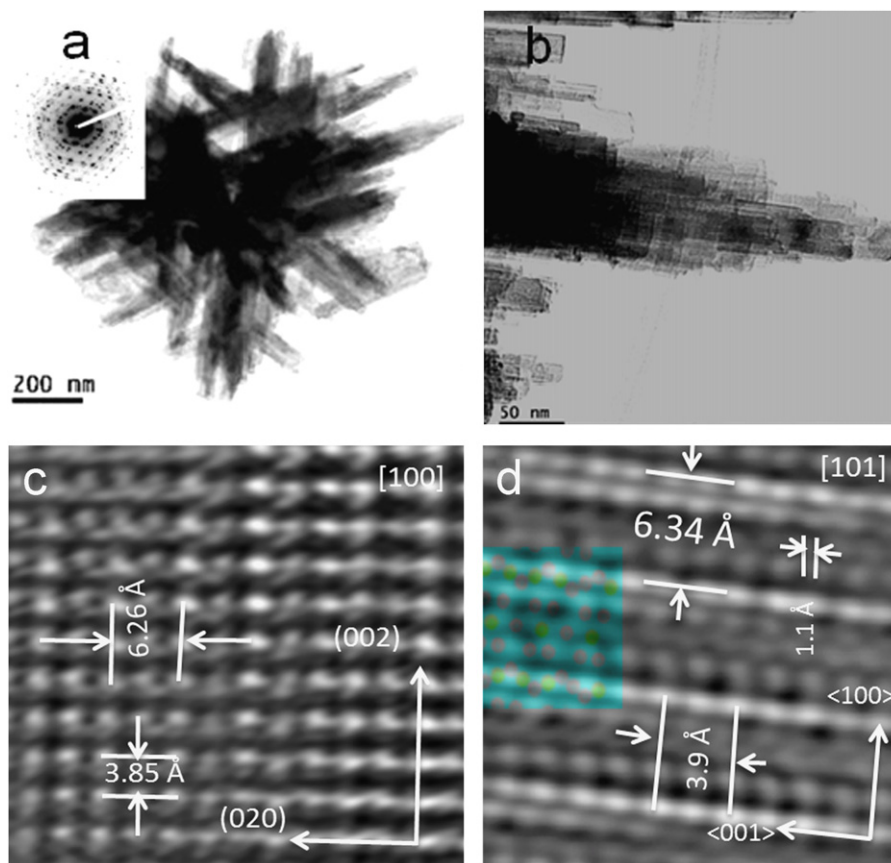 a
200 nm
b
50 nm
c
[100]
6.26 Å
(002)
3.85 Å
(020)
d
[101]
6.34 Å
1.1 Å
<100>
3.9 Å
<001>